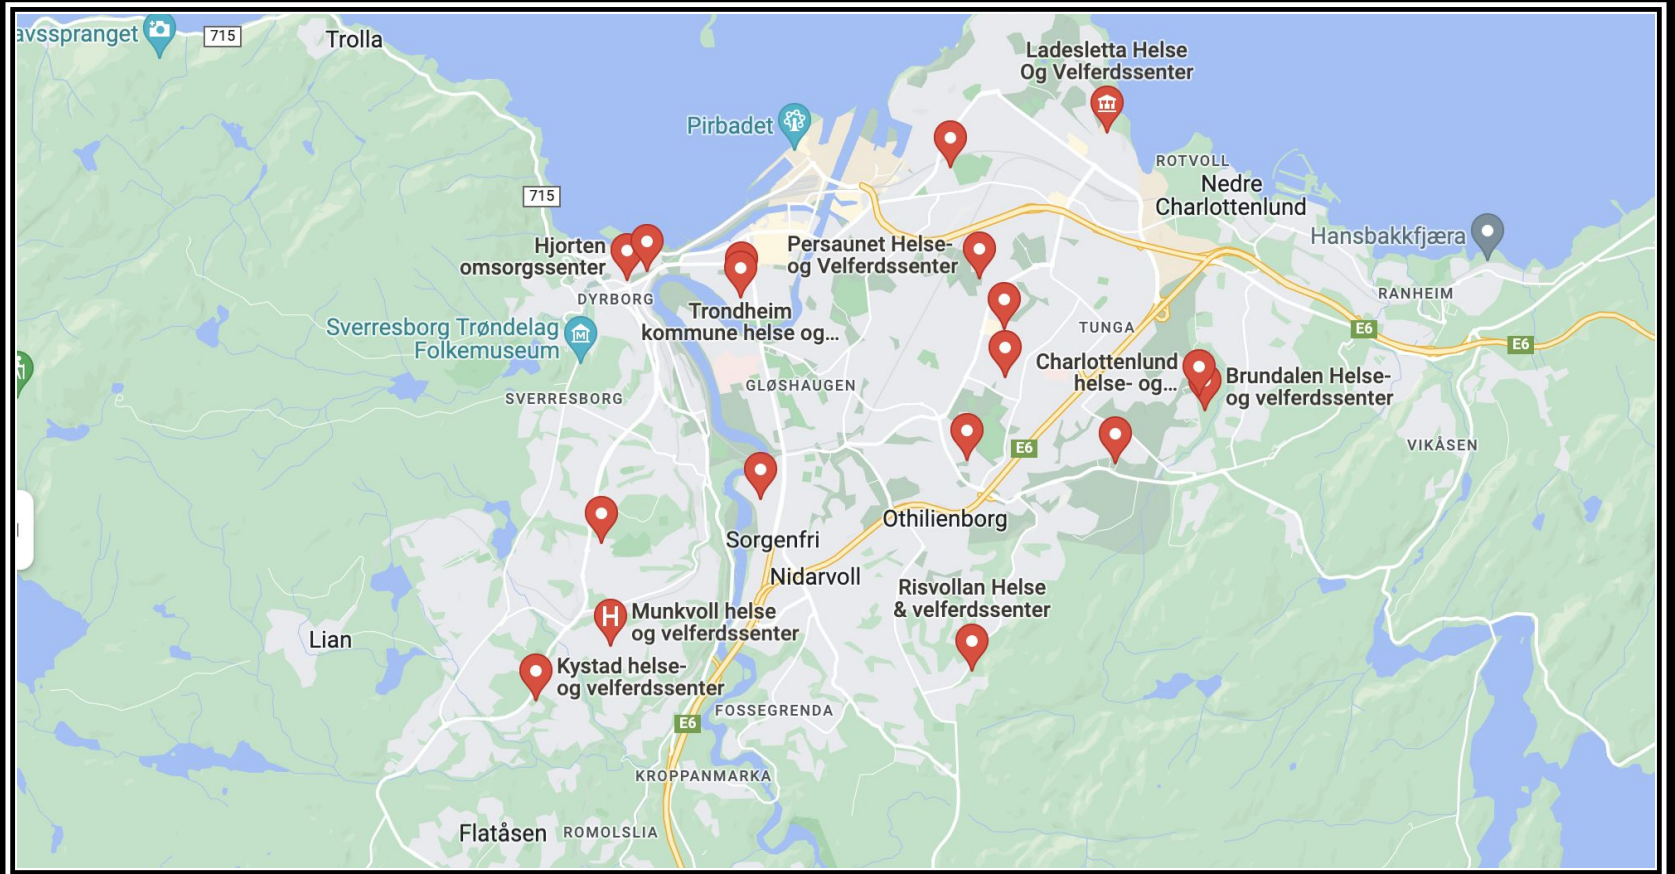 avsspranget
715
Trolla
Ladesletta Helse
Og Velferdssenter
Pirbadet
ROTVOLL
Nedre
Charlottenlund
715
Hjorten
omsorgssenter
Persaunet Helse-
og Velferdssenter
Hansbakkfjæra
DYRBORG
Trondheim
kommune helse og...
RANHEIM
Sverresborg Trøndelag
Folkemuseum
TUNGA
E6
E6
Charlottenlund
helse- og...
Brundalen Helse-
og velferdssenter
GLØSHAUGEN
SVERRESBORG
E6
VIKÅSEN
Othilienborg
Sorgenfri
Nidarvoll
Risvollan Helse
& velferdssenter
H
Munkvoll helse
og velferdssenter
Lian
Kystad helse-
og velferdssenter
FOSSEGRENDA
E6
KROPPANMARKA
Flatåsen
ROMOLSLIA